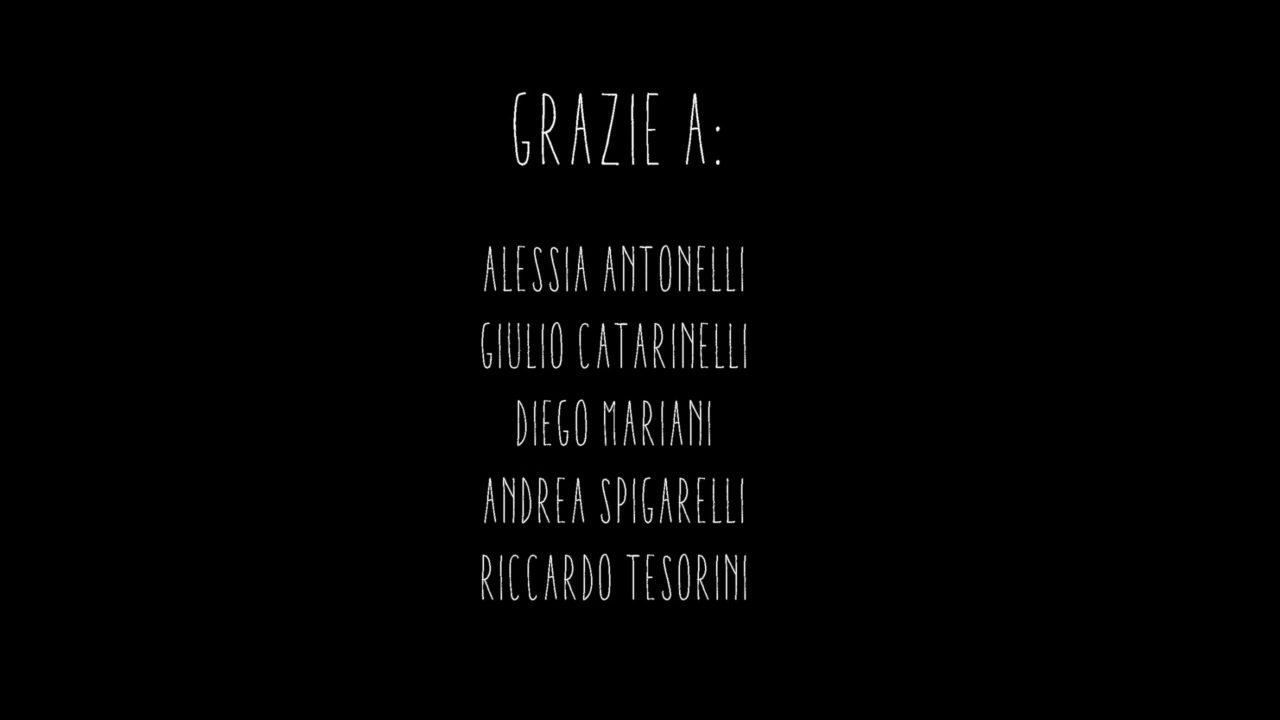 GRAZIE A:
ALESSIA ANTONELLI
GIULIO CATARINELLI
DIEGO MARIANI
ANDREA SPIGARELLI
RICCARDO TESORINI